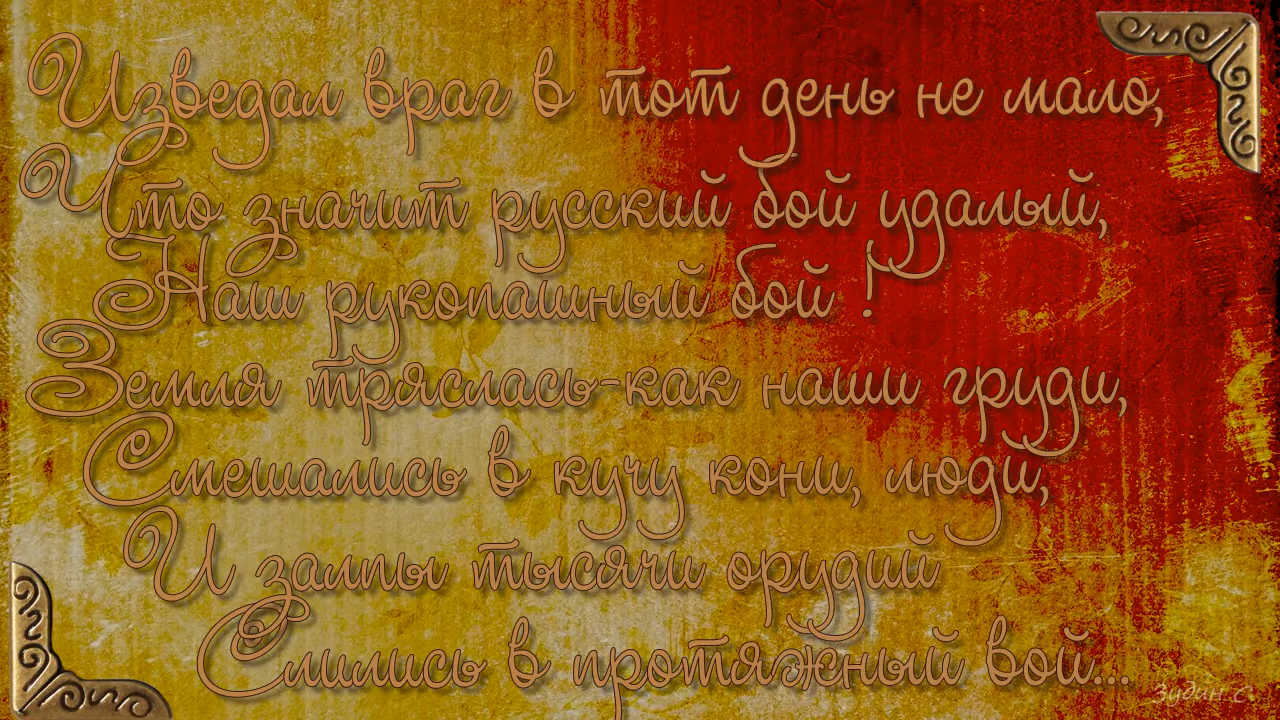 Изведал враг в тот день не мало,
Что значит русский бой удалый,
Наш рукопашный бой !
Земля тряслась-как наши груди,
Смешались в кучу кони, люди,
И залпы тысячи орудий
Слились в протяжный вой...
Зудин С